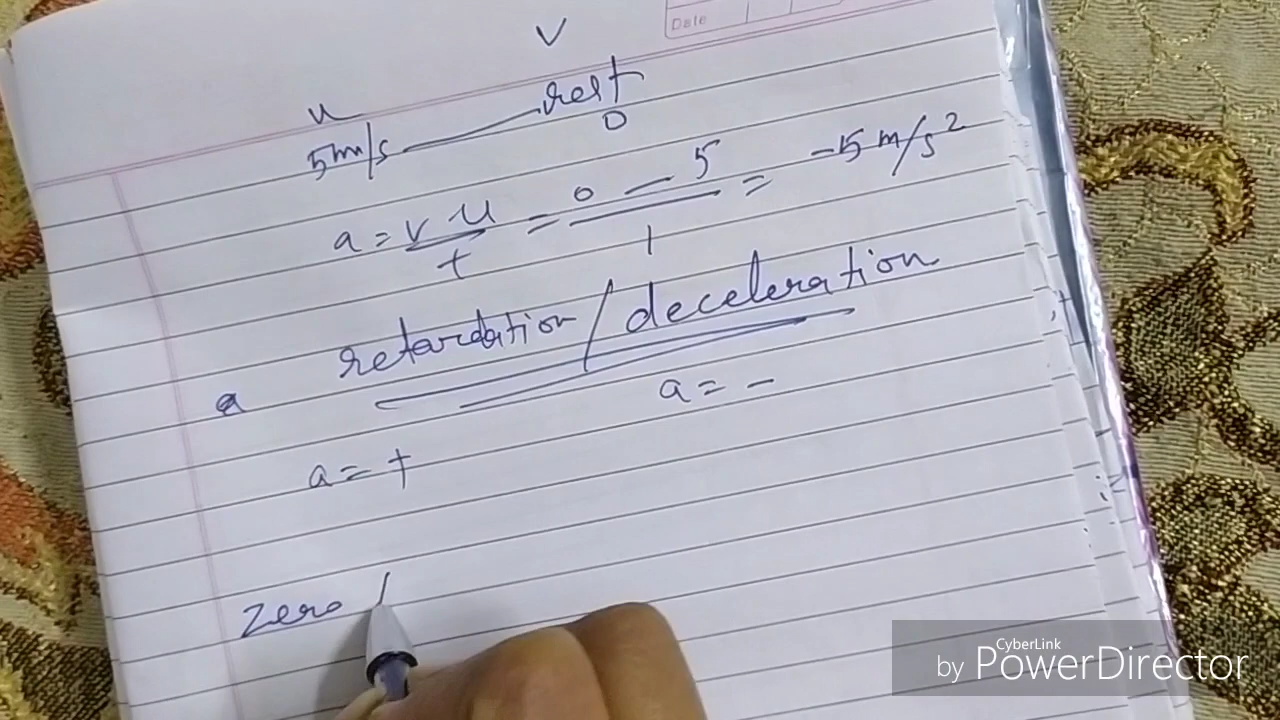 Date
v
u rest
5m/s 0
a = v u / t = 0 - 5 / 1 = -5 m/s²
retardation / deceleration
a
a = -
a = +
zero /
CyberLink
by PowerDirector